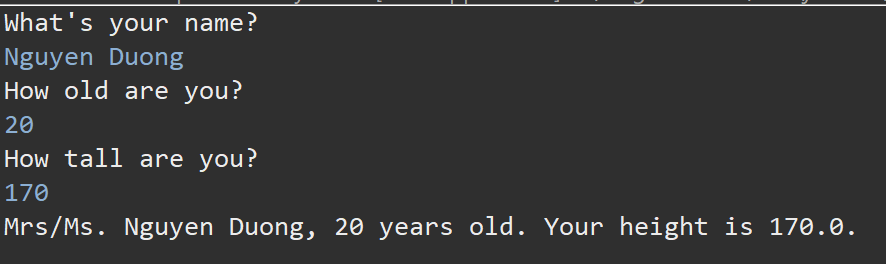 What's your name?
Nguyen Duong
How old are you?
20
How tall are you?
170
Mrs/Ms. Nguyen Duong, 20 years old. Your height is 170.0.